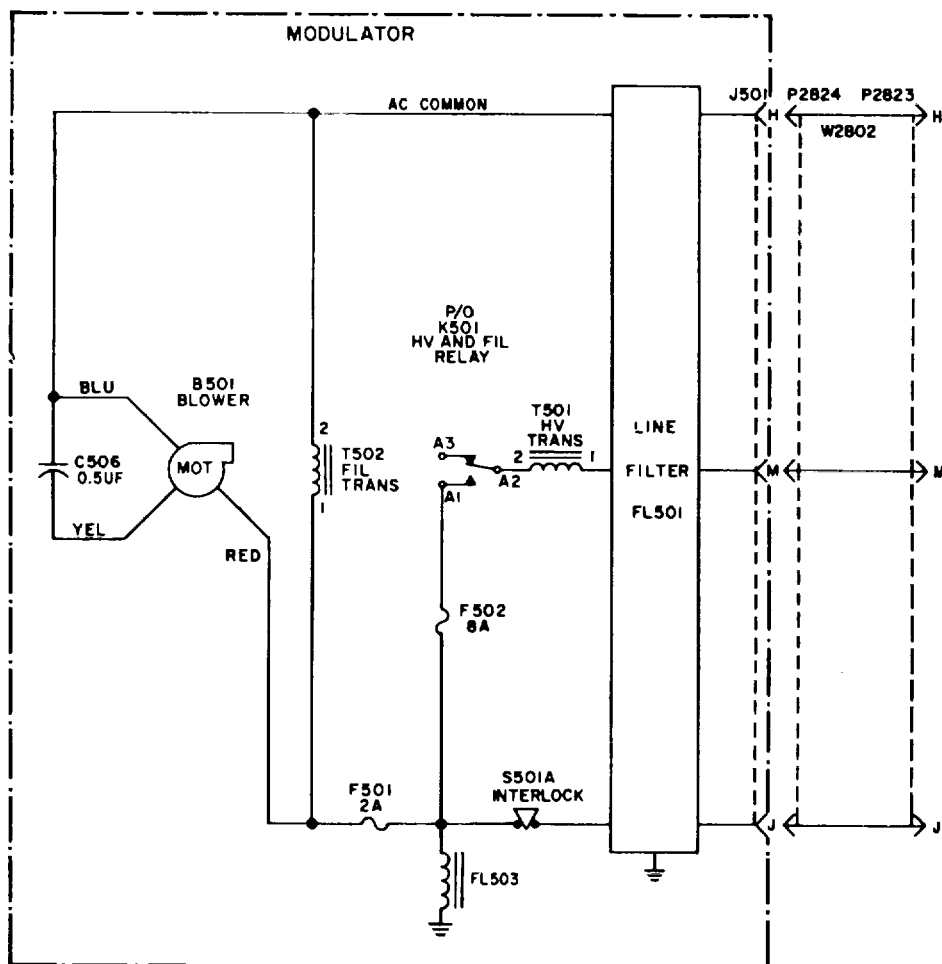 MODULATOR
AC COMMON
J501 P2824 P2823
H H
W2802
P/O
K501
HV AND FIL
RELAY
BLU
B501
BLOWER
MOT
C506
0.5UF
YEL
RED
2
T502
FIL
TRANS
1
A3
A2
A1
T501
HV
TRANS
2 1
LINE
FILTER
FL501
M M
F502
8A
F501
2A
S501A
INTERLOCK
J J
FL503